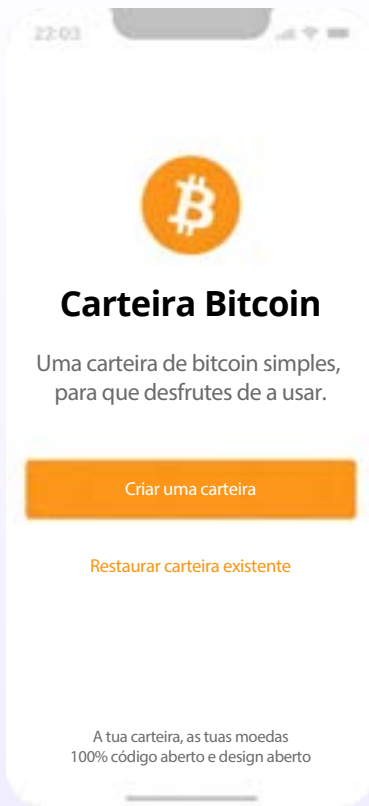 22:03
Carteira Bitcoin
Uma carteira de bitcoin simples,
para que desfrutes de a usar.
Criar uma carteira
Restaurar carteira existente
A tua carteira, as tuas moedas
100% código aberto e design aberto